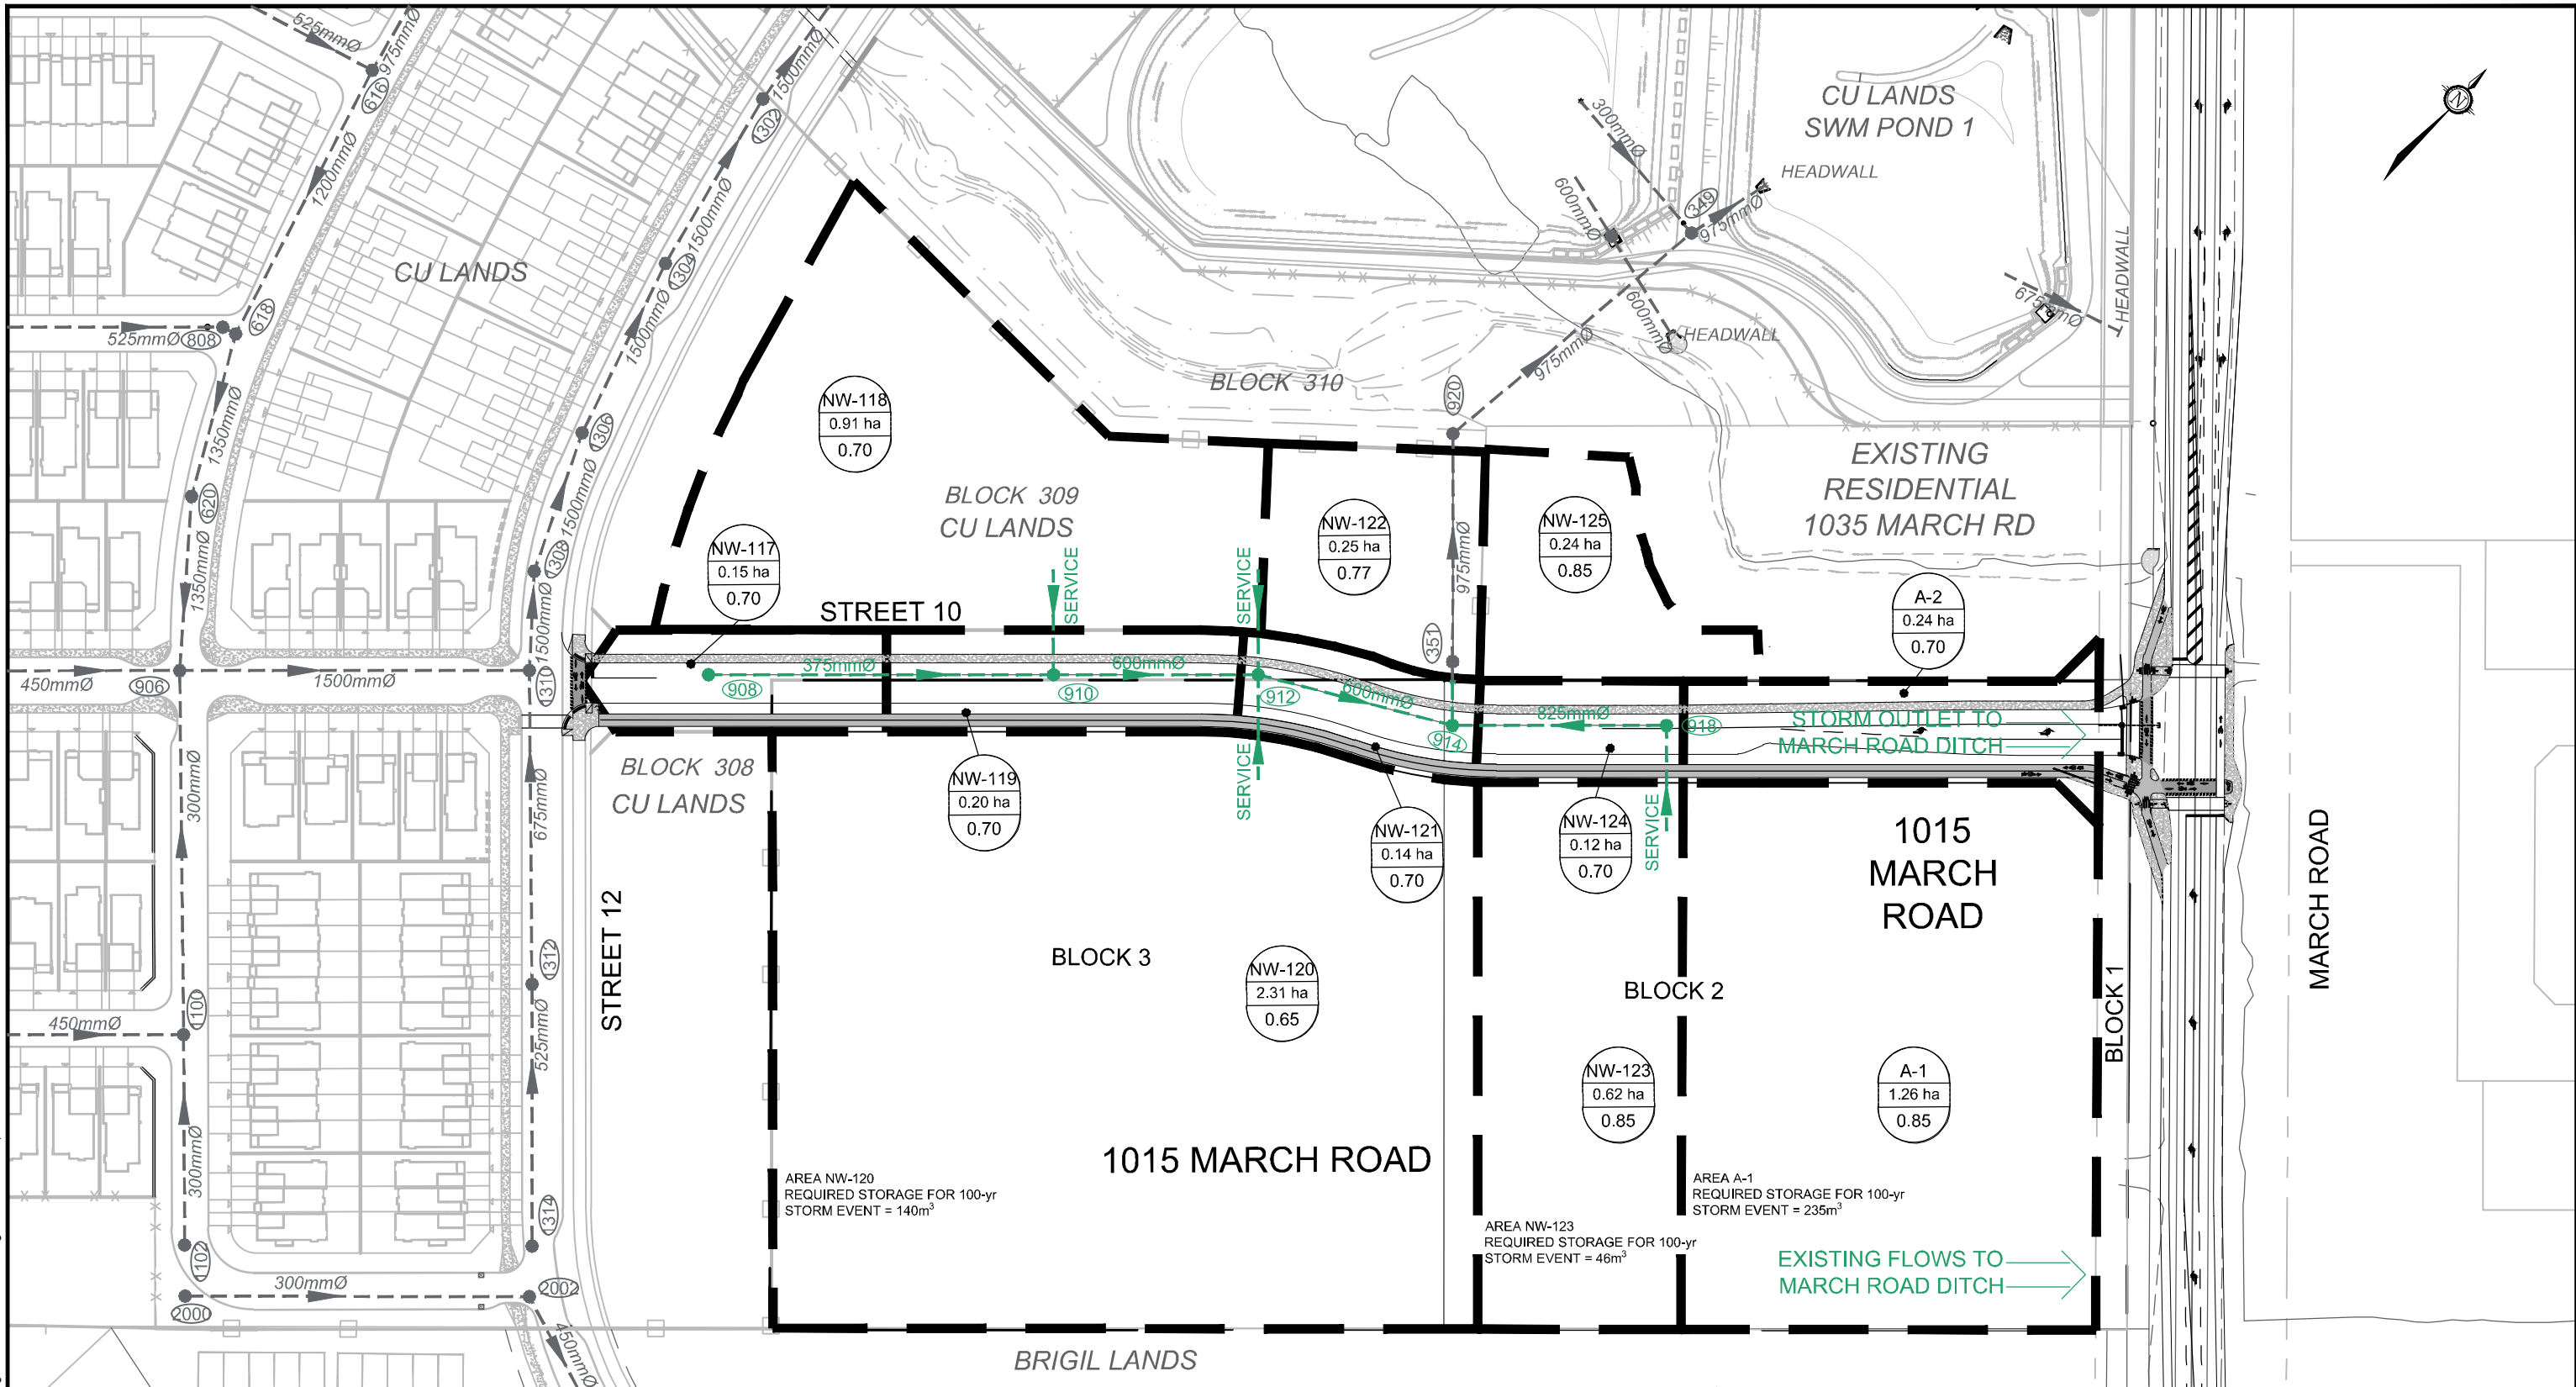 525mmØ
975mmØ
616
1200mmØ
CU LANDS
525mmØ
808
618
1350mmØ
620
1350mmØ
450mmØ
906
1500mmØ
1310
1500mmØ
1308
1500mmØ
1306
1500mmØ
1304
1500mmØ
1302
1500mmØ
300mmØ
1100
450mmØ
300mmØ
1102
2000
300mmØ
2002
450mmØ
675mmØ
1312
525mmØ
1314
STREET 12
BLOCK 308
CU LANDS
NW-118
0.91 ha
0.70
BLOCK 309
CU LANDS
NW-117
0.15 ha
0.70
STREET 10
SERVICE
SERVICE
BLOCK 310
NW-122
0.25 ha
0.77
NW-125
0.24 ha
0.85
920
975mmØ
351
975mmØ
300mmØ
600mmØ
349
975mmØ
HEADWALL
600mmØ
HEADWALL
CU LANDS
SWM POND 1
675mmØ
HEADWALL
N
EXISTING
RESIDENTIAL
1035 MARCH RD
A-2
0.24 ha
0.70
375mmØ
908
910
600mmØ
912
600mmØ
914
825mmØ
918
STORM OUTLET TO
MARCH ROAD DITCH
NW-119
0.20 ha
0.70
SERVICE
NW-121
0.14 ha
0.70
NW-124
0.12 ha
0.70
SERVICE
1015
MARCH
ROAD
BLOCK 3
NW-120
2.31 ha
0.65
BLOCK 2
NW-123
0.62 ha
0.85
A-1
1.26 ha
0.85
BLOCK 1
MARCH ROAD
1015 MARCH ROAD
AREA NW-120
REQUIRED STORAGE FOR 100-yr
STORM EVENT = 140m³
AREA NW-123
REQUIRED STORAGE FOR 100-yr
STORM EVENT = 46m³
AREA A-1
REQUIRED STORAGE FOR 100-yr
STORM EVENT = 235m³
EXISTING FLOWS TO
MARCH ROAD DITCH
BRIGIL LANDS